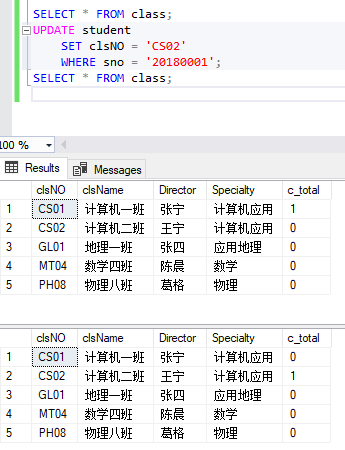 SELECT * FROM class;
UPDATE student
SET clsNO = 'CS02'
WHERE sno = '20180001';
SELECT * FROM class;
100 %
Results Messages
clsNO clsName Director Specialty c_total
1 CS01 计算机一班 张宁 计算机应用 1
2 CS02 计算机二班 王宁 计算机应用 0
3 GL01 地理一班 张四 应用地理 0
4 MT04 数学四班 陈晨 数学 0
5 PH08 物理八班 葛格 物理 0
clsNO clsName Director Specialty c_total
1 CS01 计算机一班 张宁 计算机应用 0
2 CS02 计算机二班 王宁 计算机应用 1
3 GL01 地理一班 张四 应用地理 0
4 MT04 数学四班 陈晨 数学 0
5 PH08 物理八班 葛格 物理 0